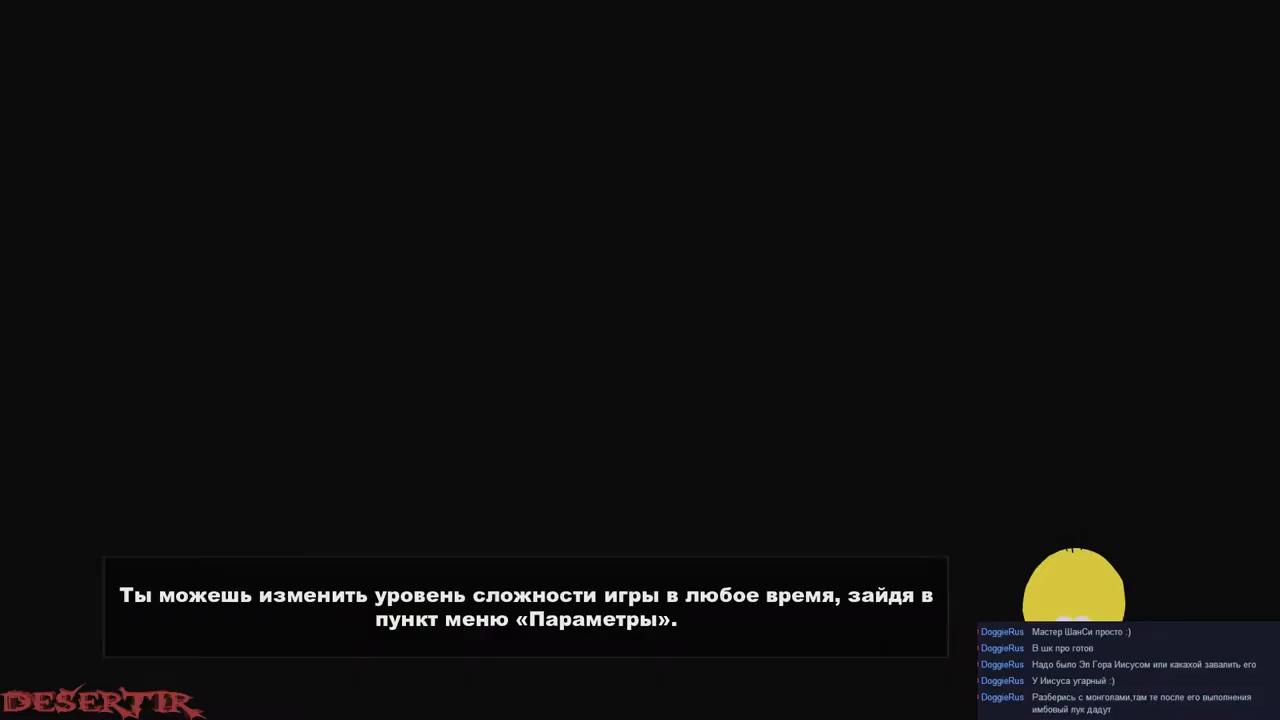 Ты можешь изменить уровень сложности игры в любое время, зайдя в
пункт меню «Параметры».
DoggieRus Мастер ШанСи просто :)
DoggieRus В шк про готов
DoggieRus Надо было Эл Гора Иисусом или какахой завалить его
DoggieRus У Иисуса угарный :)
DoggieRus Разберись с монголами,там те после его выполнения
имбовый лук дадут
DESERTIR